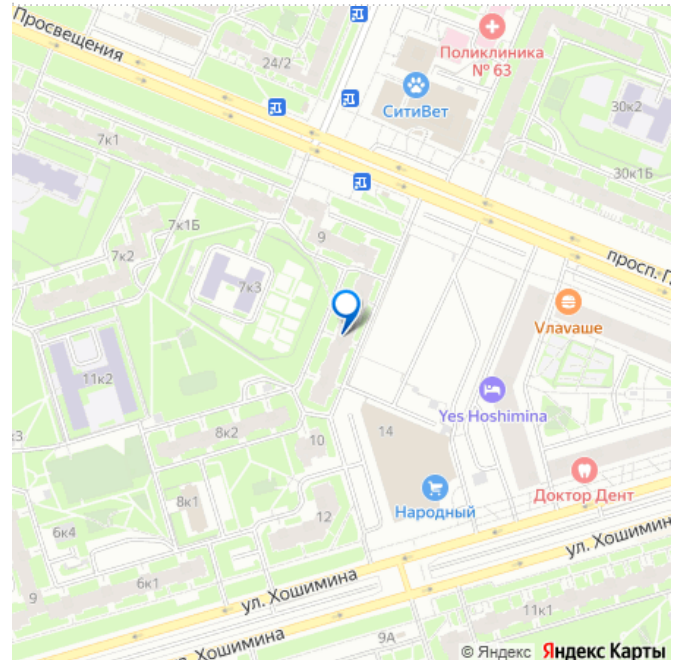 Просвещения
24/2
Поликлиника
№ 63
СитиВет
30к2
7к1
30к1Б
7к1Б
9
7к2
просп. Г
7к3
Vлаваше
11к2
Yes Hoshimina
8к2
10
14
к3
Доктор Дент
8к1
Народный
12
6к4
ул. Хошимин
6к1
ул. Хошимина
9
11к1
ул. Хошимина
9А
© Яндекс Яндекс Карты